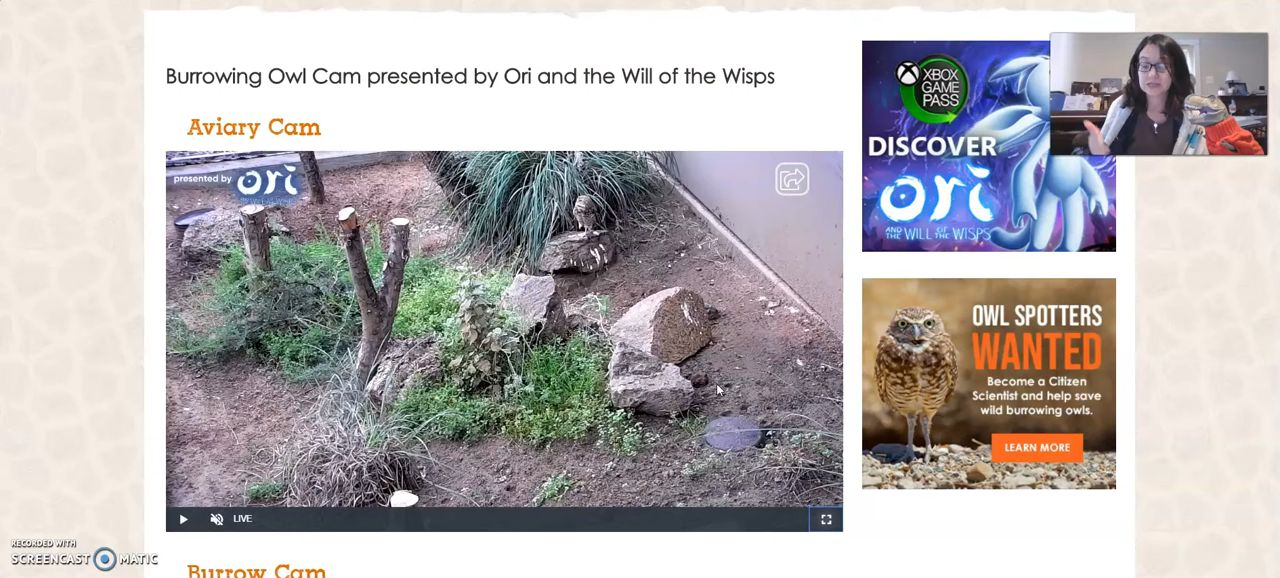 Burrowing Owl Cam presented by Ori and the Will of the Wisps
Aviary Cam
presented by ori
XBOX
GAME
PASS
DISCOVER
ori
AND THE WILL OF THE WISPS
OWL SPOTTERS
WANTED
Become a Citizen
Scientist and help save
wild burrowing owls.
LEARN MORE
LIVE
RECORDED WITH
SCREENCAST MATIC
Burrow Cam